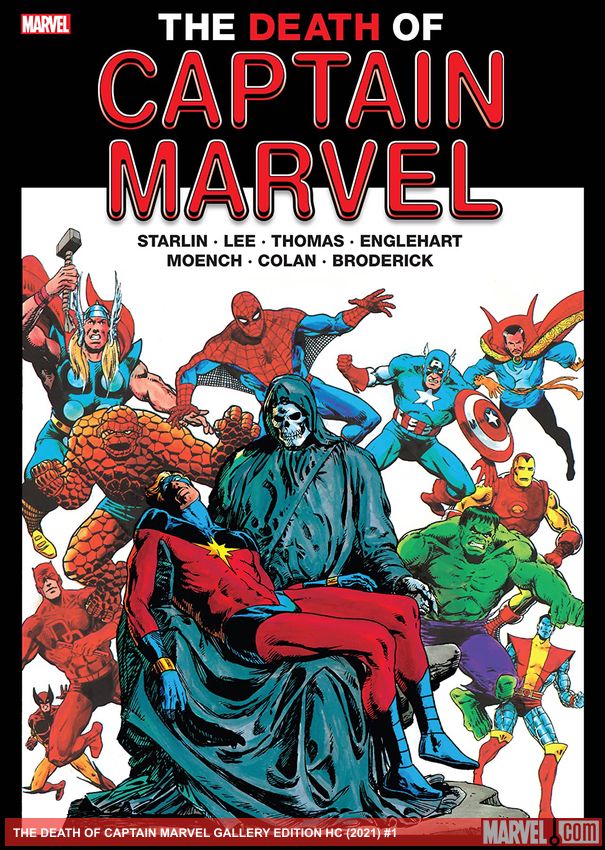 MARVEL
THE DEATH OF
CAPTAIN
MARVEL
STARLIN · LEE · THOMAS · ENGLEHART
MOENCH · COLAN · BRODERICK
THE DEATH OF CAPTAIN MARVEL GALLERY EDITION HC (2021) #1
MARVEL.com